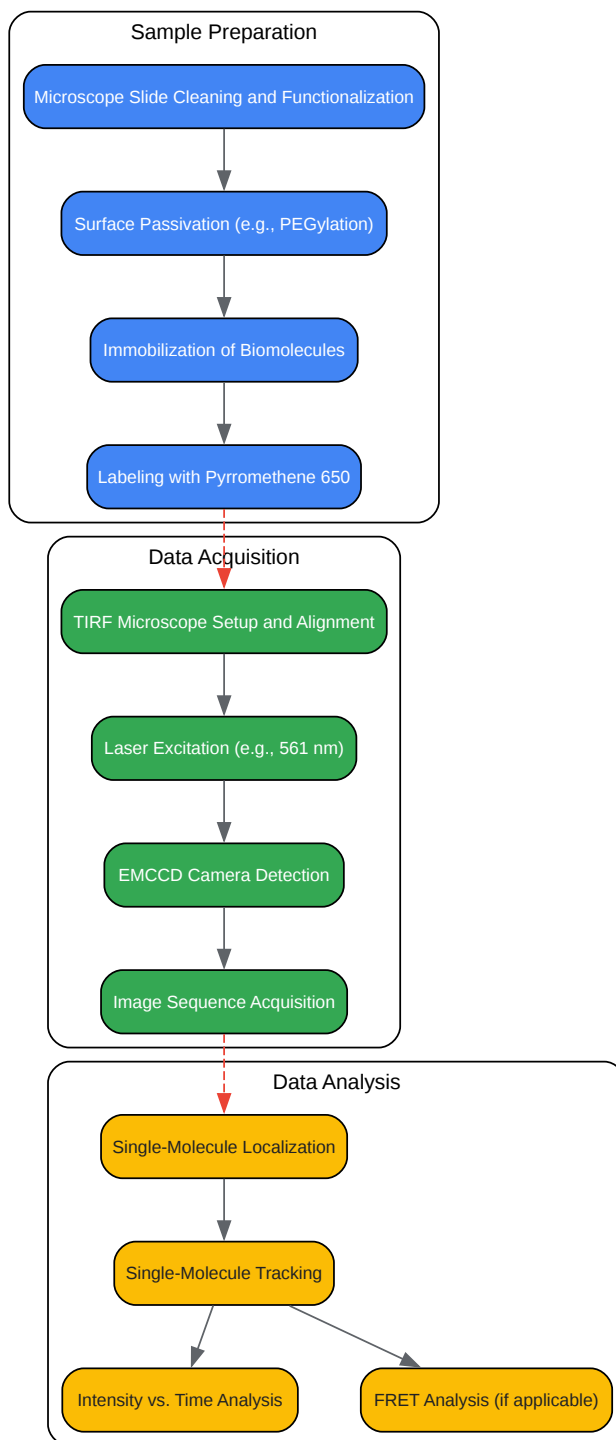 Sample Preparation
Microscope Slide Cleaning and Functionalization
Surface Passivation (e.g., PEGylation)
Immobilization of Biomolecules
Labeling with Pyrromethene 650
Data Acquisition
TIRF Microscope Setup and Alignment
Laser Excitation (e.g., 561 nm)
EMCCD Camera Detection
Image Sequence Acquisition
Data Analysis
Single-Molecule Localization
Single-Molecule Tracking
Intensity vs. Time Analysis
FRET Analysis (if applicable)